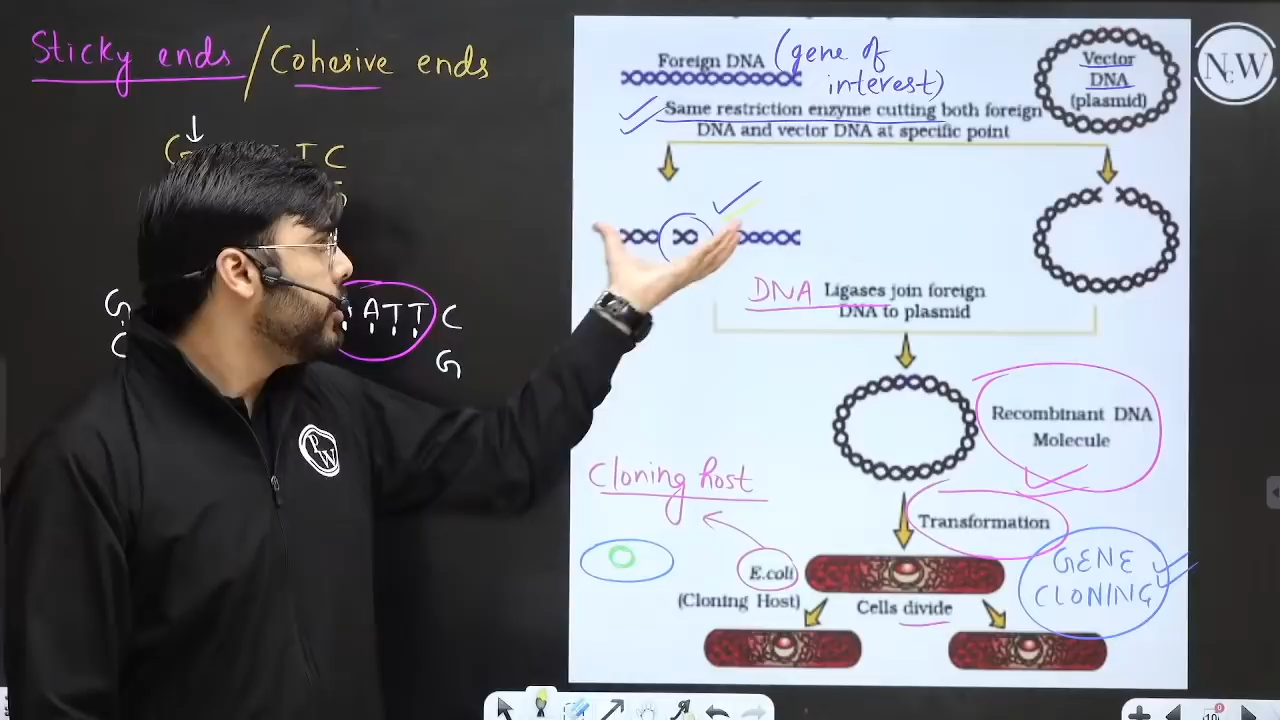 Sticky ends / Cohesive ends
↓
G T C
G A T T C
C G
Foreign DNA (gene of interest)
Vector
DNA
(plasmid)
Same restriction enzyme cutting both foreign
DNA and vector DNA at specific point
DNA Ligases join foreign
DNA to plasmid
Recombinant DNA
Molecule
Cloning host
Transformation
E.coli
(Cloning Host)
Cells divide
GENE
CLONING
NCW
PW